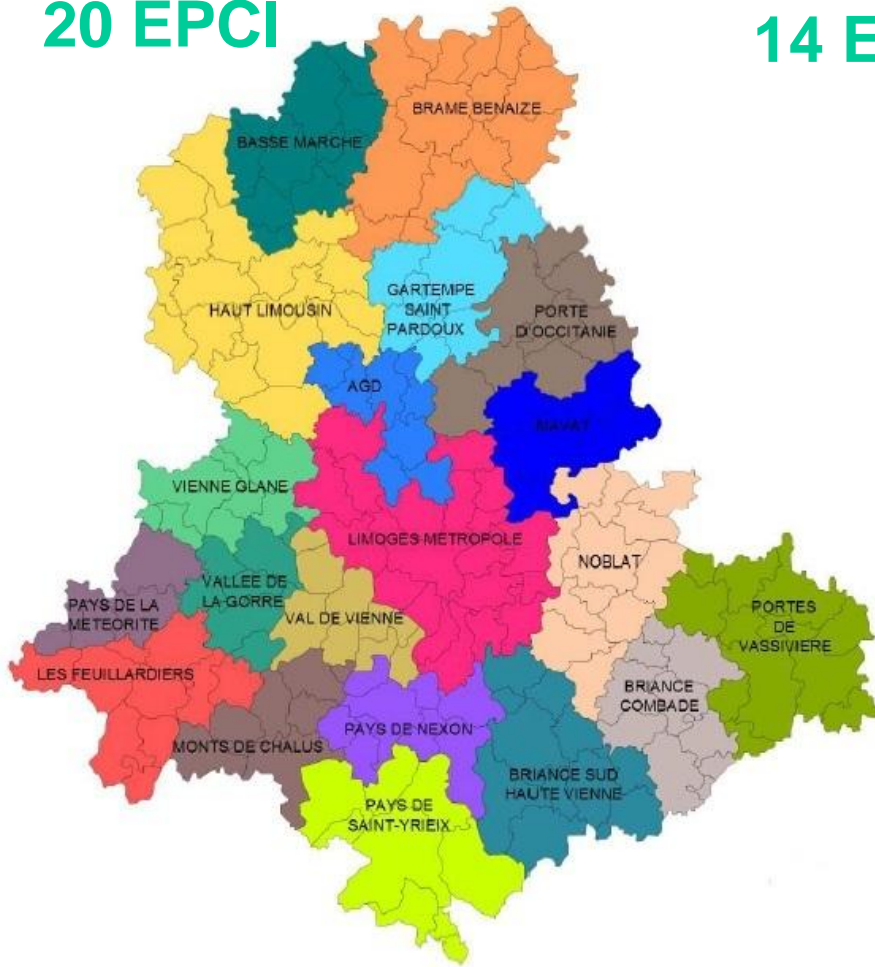 20 EPCI
14 E
BRAME BENAIZE
BASSE MARCHE
GARTEMPE
SAINT
PARDOUX
HAUT LIMOUSIN
PORTE
D'OCCITANIE
AGD
MAVAT
VIENNE GLANE
LIMOGES METROPOLE
NOBLAT
VALLEE DE
LA GORRE
PAYS DE LA
METEORITE
VAL DE VIENNE
PORTES
DE
VASSIVIERE
LES FEUILLARDIERS
BRIANCE
COMBADE
PAYS DE NEXON
MONTS DE CHALUS
BRIANCE SUD
HAUTE VIENNE
PAYS DE
SAINT-YRIEIX